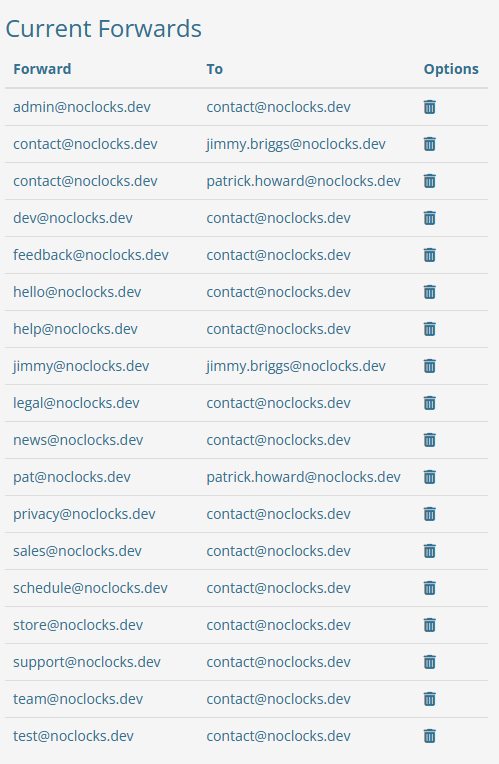 Current Forwards
Forward To Options
admin@noclocks.dev contact@noclocks.dev
contact@noclocks.dev jimmy.briggs@noclocks.dev
contact@noclocks.dev patrick.howard@noclocks.dev
dev@noclocks.dev contact@noclocks.dev
feedback@noclocks.dev contact@noclocks.dev
hello@noclocks.dev contact@noclocks.dev
help@noclocks.dev contact@noclocks.dev
jimmy@noclocks.dev jimmy.briggs@noclocks.dev
legal@noclocks.dev contact@noclocks.dev
news@noclocks.dev contact@noclocks.dev
pat@noclocks.dev patrick.howard@noclocks.dev
privacy@noclocks.dev contact@noclocks.dev
sales@noclocks.dev contact@noclocks.dev
schedule@noclocks.dev contact@noclocks.dev
store@noclocks.dev contact@noclocks.dev
support@noclocks.dev contact@noclocks.dev
team@noclocks.dev contact@noclocks.dev
test@noclocks.dev contact@noclocks.dev